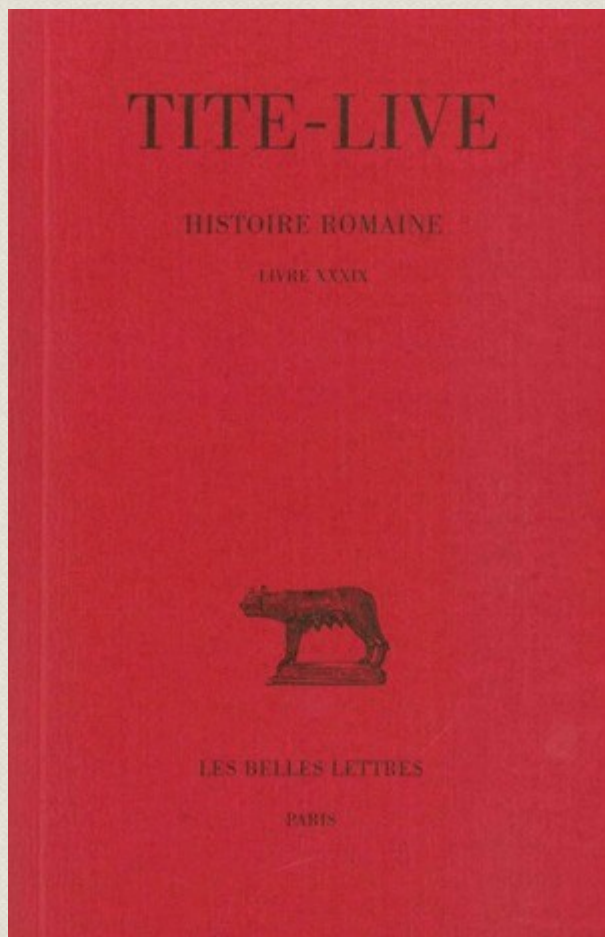 TITE-LIVE
HISTOIRE ROMAINE
LIVRE XXXIX
LES BELLES LETTRES
PARIS